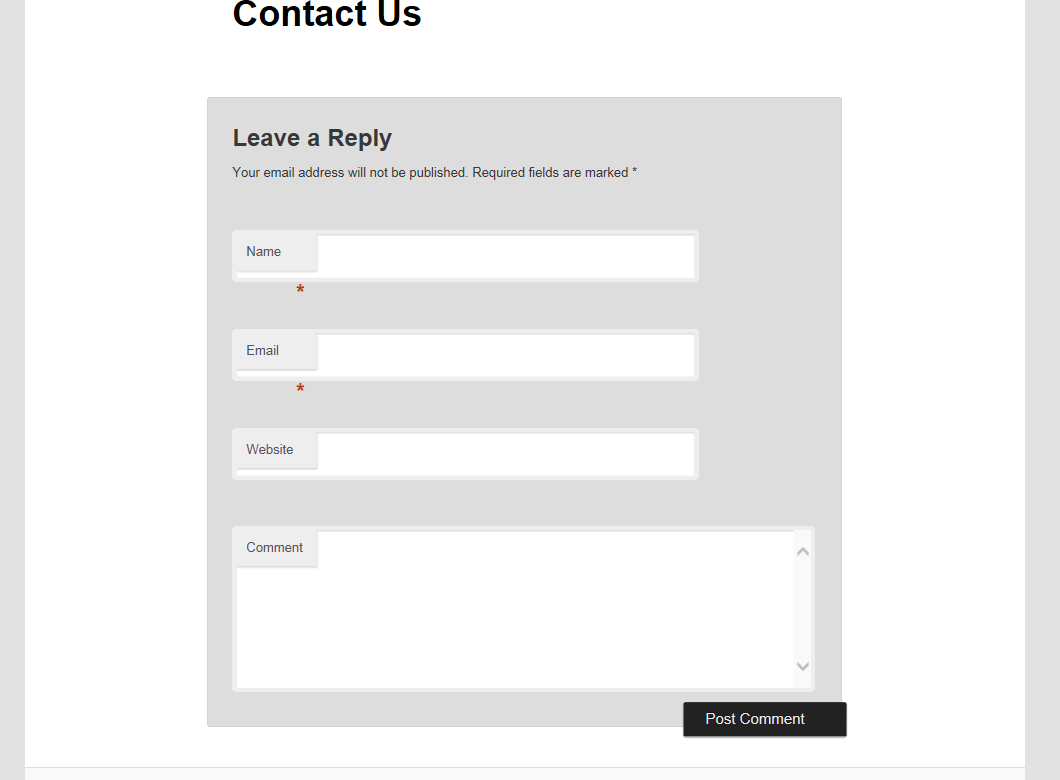 Contact Us
Leave a Reply
Your email address will not be published. Required fields are marked *
Name
*
Email
*
Website
Comment
Post Comment